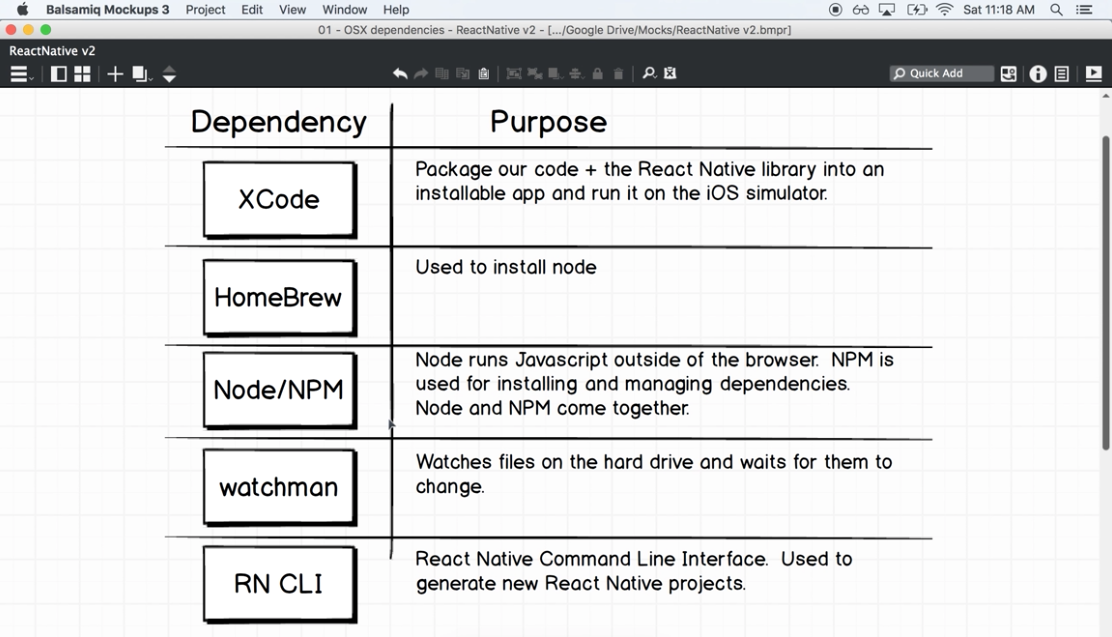 Balsamiq Mockups 3 Project Edit View Window Help Sat 11:18 AM
01 - OSX dependencies - ReactNative v2 - [.../Google Drive/Mocks/ReactNative v2.bmpr]
ReactNative v2
Quick Add
Dependency Purpose
XCode
Package our code + the React Native library into an
installable app and run it on the iOS simulator.
HomeBrew
Used to install node
Node/NPM
Node runs Javascript outside of the browser. NPM is
used for installing and managing dependencies.
Node and NPM come together.
watchman
Watches files on the hard drive and waits for them to
change.
RN CLI
React Native Command Line Interface. Used to
generate new React Native projects.